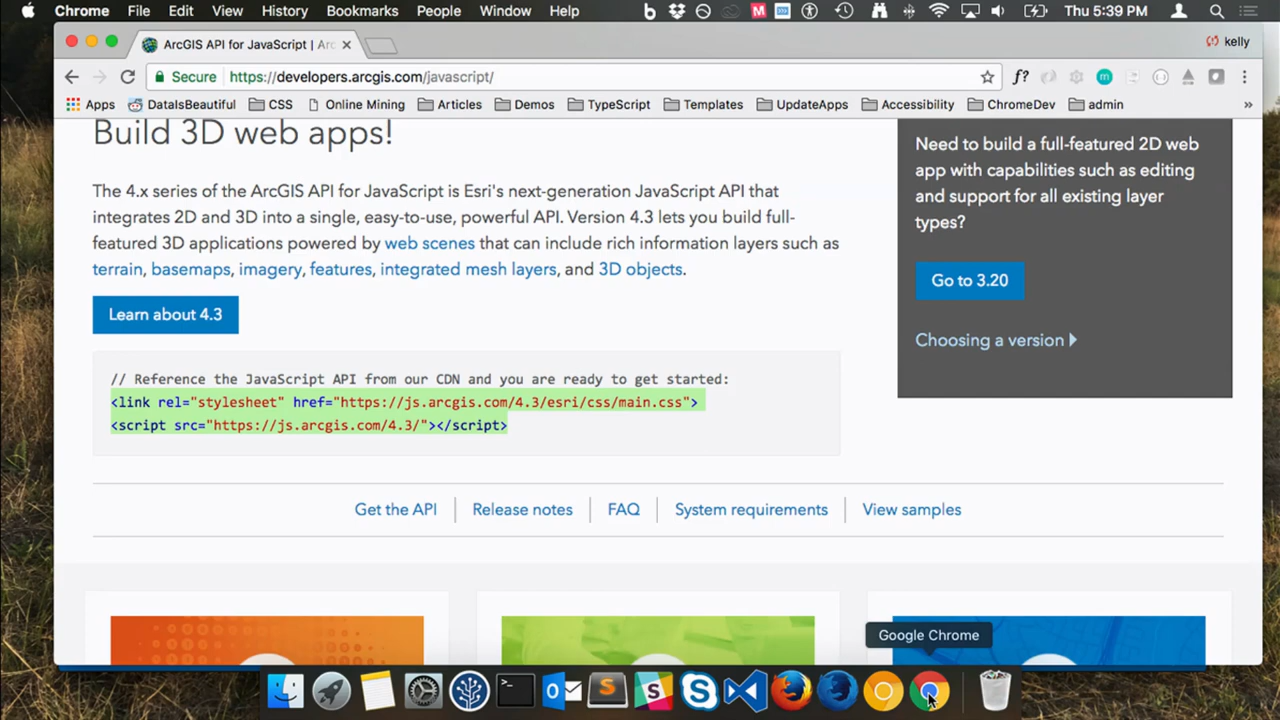 Chrome File Edit View History Bookmarks People Window Help Thu 5:39 PM
ArcGIS API for JavaScript | Arc
kelly
Secure https://developers.arcgis.com/javascript/ f?
Apps DataIsBeautiful CSS Online Mining Articles Demos TypeScript Templates UpdateApps Accessibility ChromeDev admin »
Build 3D web apps!
The 4.x series of the ArcGIS API for JavaScript is Esri's next-generation JavaScript API that
integrates 2D and 3D into a single, easy-to-use, powerful API. Version 4.3 lets you build full-
featured 3D applications powered by web scenes that can include rich information layers such as
terrain, basemaps, imagery, features, integrated mesh layers, and 3D objects.
Learn about 4.3
Need to build a full-featured 2D web
app with capabilities such as editing
and support for all existing layer
types?
Go to 3.20
Choosing a version
// Reference the JavaScript API from our CDN and you are ready to get started:
<link rel="stylesheet" href="https://js.arcgis.com/4.3/esri/css/main.css">
<script src="https://js.arcgis.com/4.3/"></script>
Get the API Release notes FAQ System requirements View samples
Google Chrome